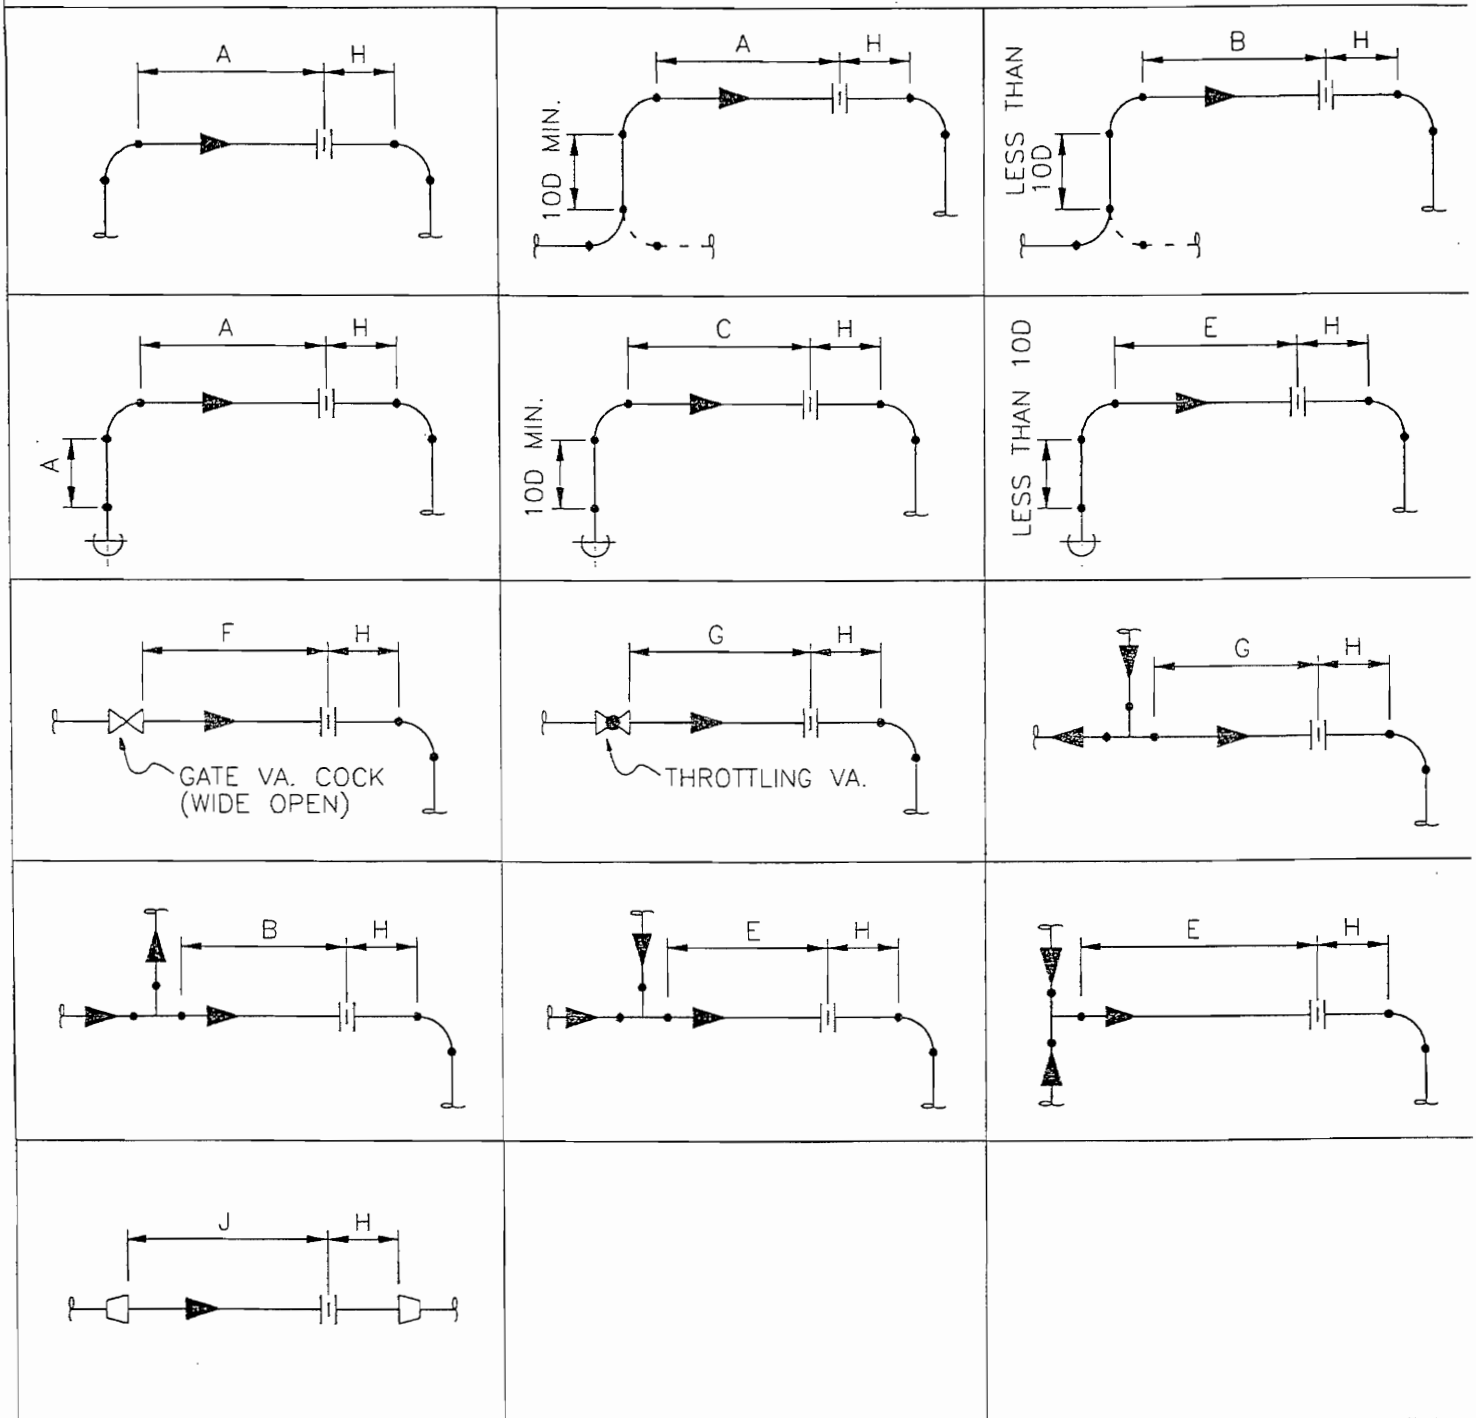 A H
A H
10D MIN.
B H
LESS THAN
10D
A H
A
C H
10D MIN.
E H
LESS THAN 10D
F H
GATE VA. COCK
(WIDE OPEN)
G H
THROTTLING VA.
G H
B H
E H
E H
J H